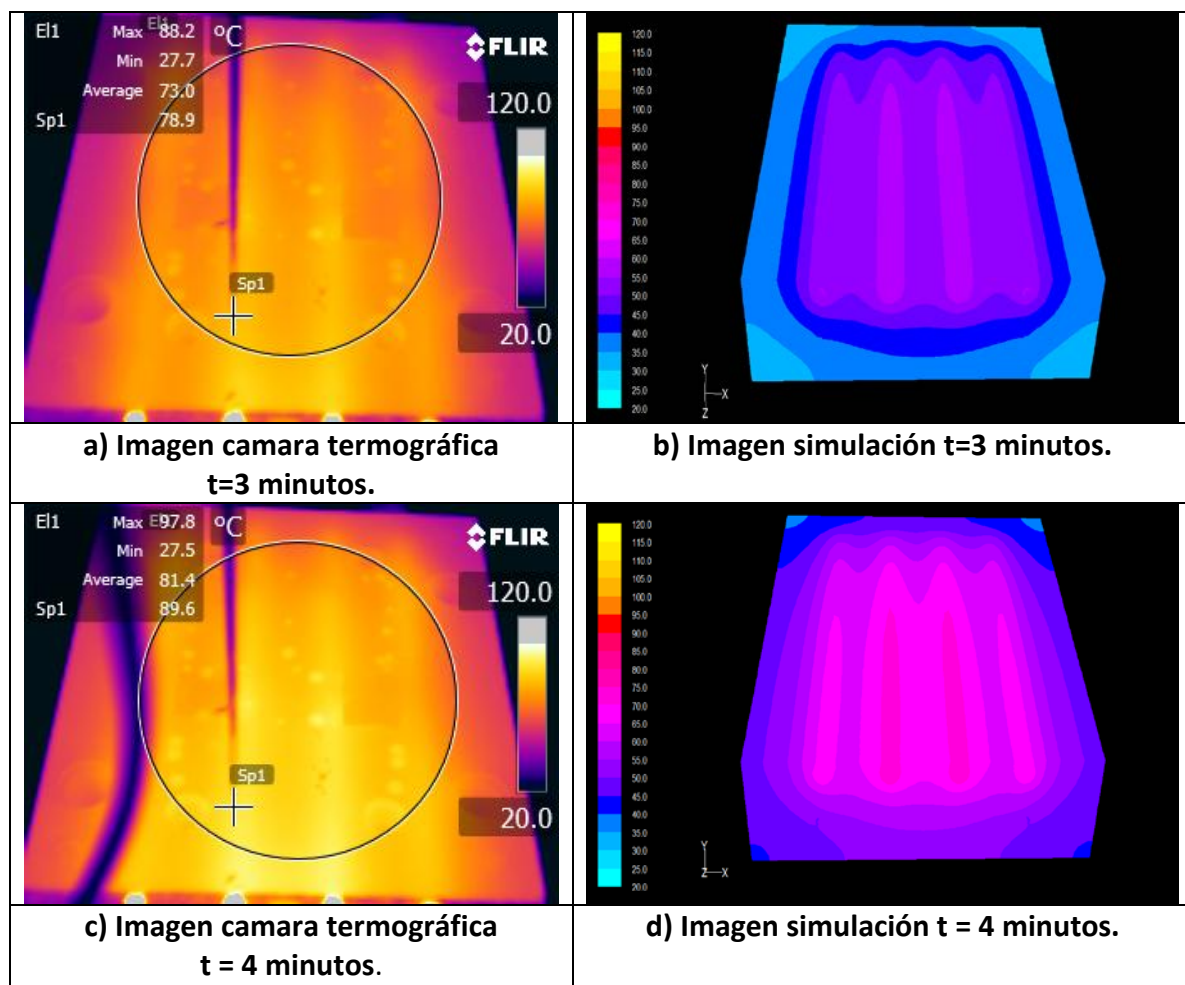 El1 Max 88.2 °C
Min 27.7
Average 73.0
Sp1 78.9
El1
FLIR
120.0
Sp1
20.0
120.0
115.0
110.0
105.0
100.0
95.0
90.0
85.0
80.0
75.0
70.0
65.0
60.0
55.0
50.0
45.0
40.0
35.0
30.0
25.0
20.0
Y
X
Z
a) Imagen camara termográfica
t=3 minutos.
b) Imagen simulación t=3 minutos.
El1 Max 97.8 °C
Min 27.5
Average 81.4
Sp1 89.6
FLIR
120.0
Sp1
20.0
120.0
115.0
110.0
105.0
100.0
95.0
90.0
85.0
80.0
75.0
70.0
65.0
60.0
55.0
50.0
45.0
40.0
35.0
30.0
25.0
20.0
Y
Z X
c) Imagen camara termográfica
t = 4 minutos.
d) Imagen simulación t = 4 minutos.